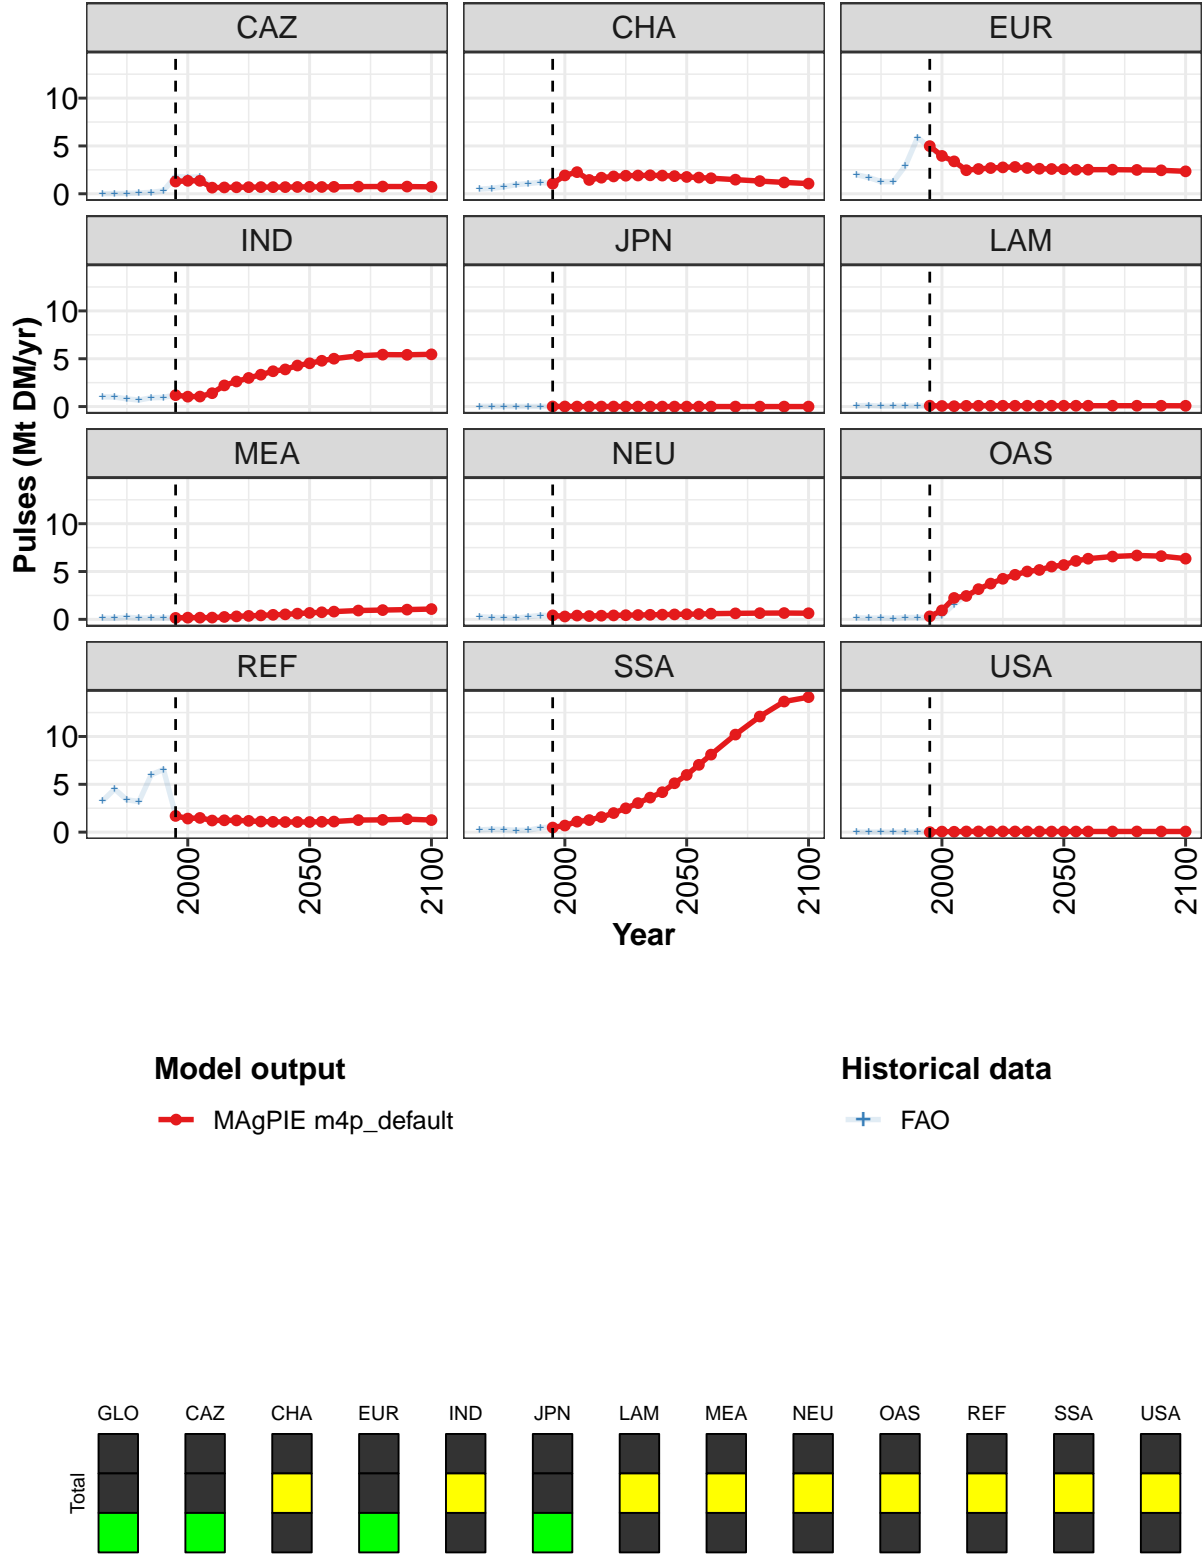 CAZ CHA EUR
10
5
0
IND JPN LAM
10
5
0
MEA NEU OAS
10
5
0
REF SSA USA
10
5
0
Pulses (Mt DM/yr)
2000 2050 2100 2000 2050 2100 2000 2050 2100
Year
Model output Historical data
MAgPIE m4p_default FAO
GLO CAZ CHA EUR IND JPN LAM MEA NEU OAS REF SSA USA
Total